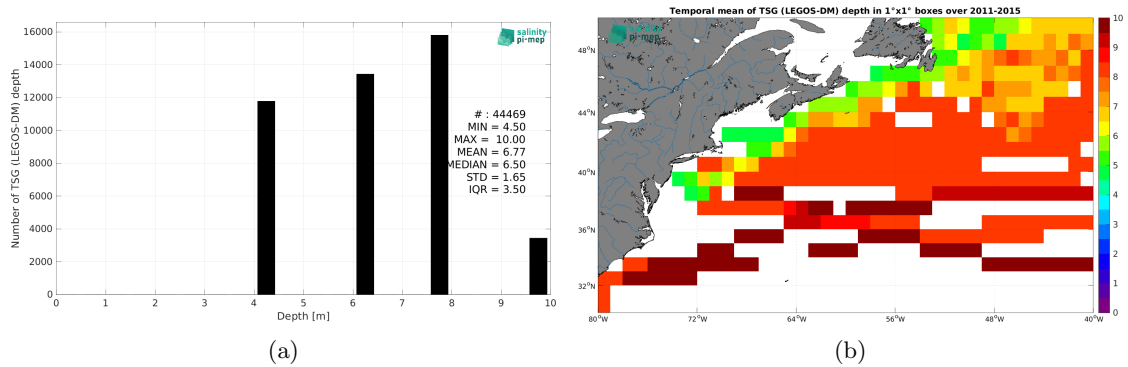 16000
14000
12000
10000
8000
6000
4000
2000
0
Number of TSG (LEGOS-DM) depth
salinity
pi-mep
# : 44469
MIN = 4.50
MAX = 10.00
MEAN = 6.77
MEDIAN = 6.50
STD = 1.65
IQR = 3.50
0 1 2 3 4 5 6 7 8 9 10
Depth [m]
(a)
Temporal mean of TSG (LEGOS-DM) depth in 1°x1° boxes over 2011-2015
salinity
pi-mep
48°N
44°N
40°N
36°N
32°N
80°W 72°W 64°W 56°W 48°W 40°W
10
9
8
7
6
5
4
3
2
1
0
(b)